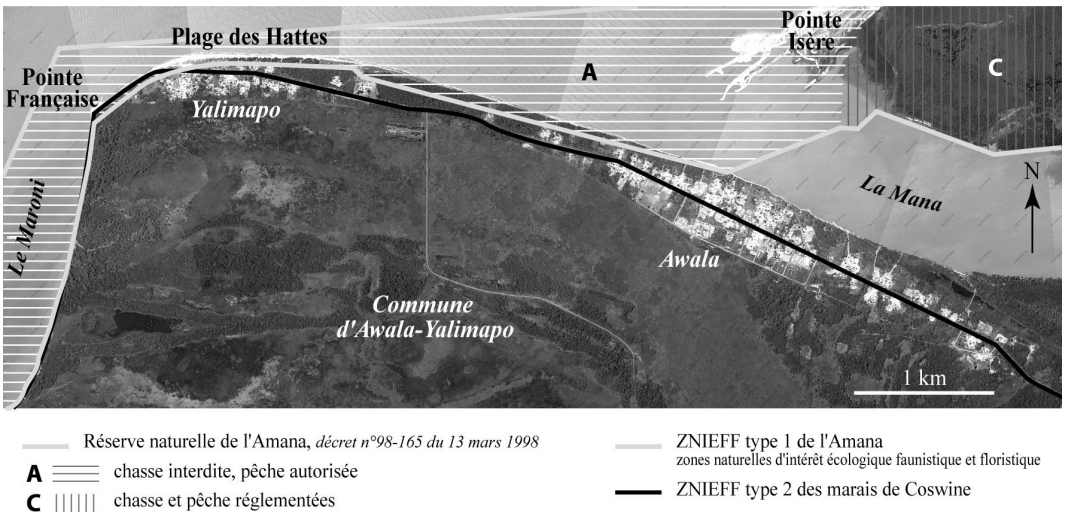 Plage des Hattes
Pointe
Isère
Pointe
Française
A
C
Yalimapo
Le Maroni
La Mana
N
Awala
Commune
d'Awala-Yalimapo
1 km
Réserve naturelle de l'Amana, décret n°98-165 du 13 mars 1998
A chasse interdite, pêche autorisée
C chasse et pêche réglementées
ZNIEFF type 1 de l'Amana
zones naturelles d'intérêt écologique faunistique et floristique
ZNIEFF type 2 des marais de Coswine